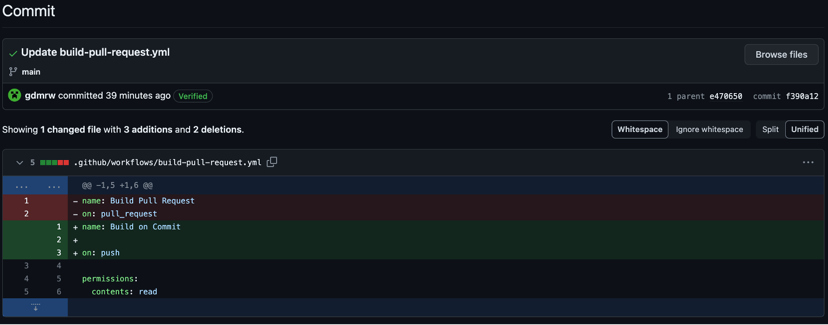 Commit
Update build-pull-request.yml
Browse files
main
gdmrw committed 39 minutes ago Verified
1 parent e470650 commit f390a12
Showing 1 changed file with 3 additions and 2 deletions.
Whitespace Ignore whitespace Split Unified
5 .github/workflows/build-pull-request.yml ...
... ... @@ -1,5 +1,6 @@
1 - name: Build Pull Request
2 - on: pull_request
1 + name: Build on Commit
2 +
3 + on: push
3 4
4 5 permissions:
5 6 contents: read